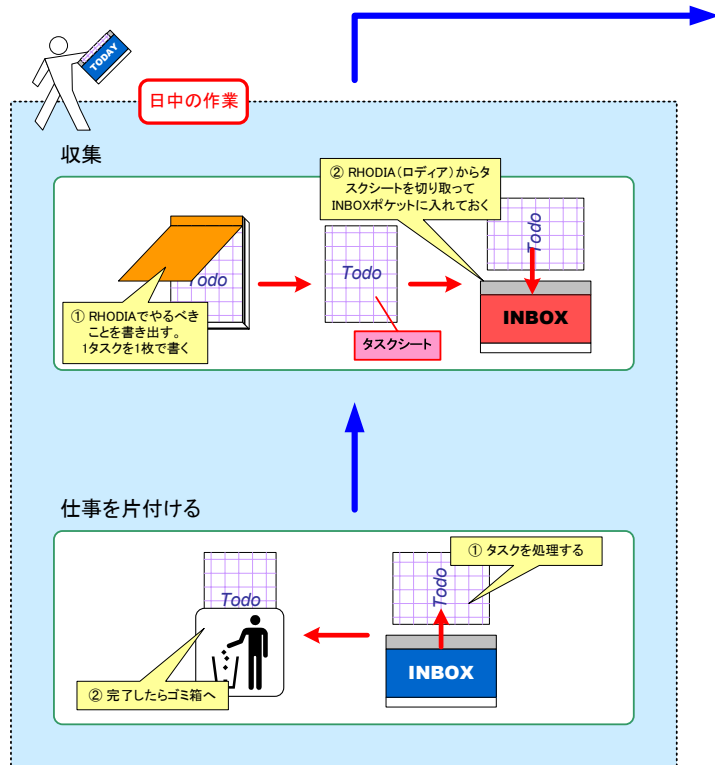 TODAY
日中の作業
収集
② RHODIA(ロディア)からタ
スクシートを切り取って
INBOXポケットに入れておく
Todo
Todo
Todo
① RHODIAでやるべき
ことを書き出す。
1タスクを1枚で書く
タスクシート
INBOX
仕事を片付ける
① タスクを処理する
Todo
Todo
INBOX
② 完了したらゴミ箱へ